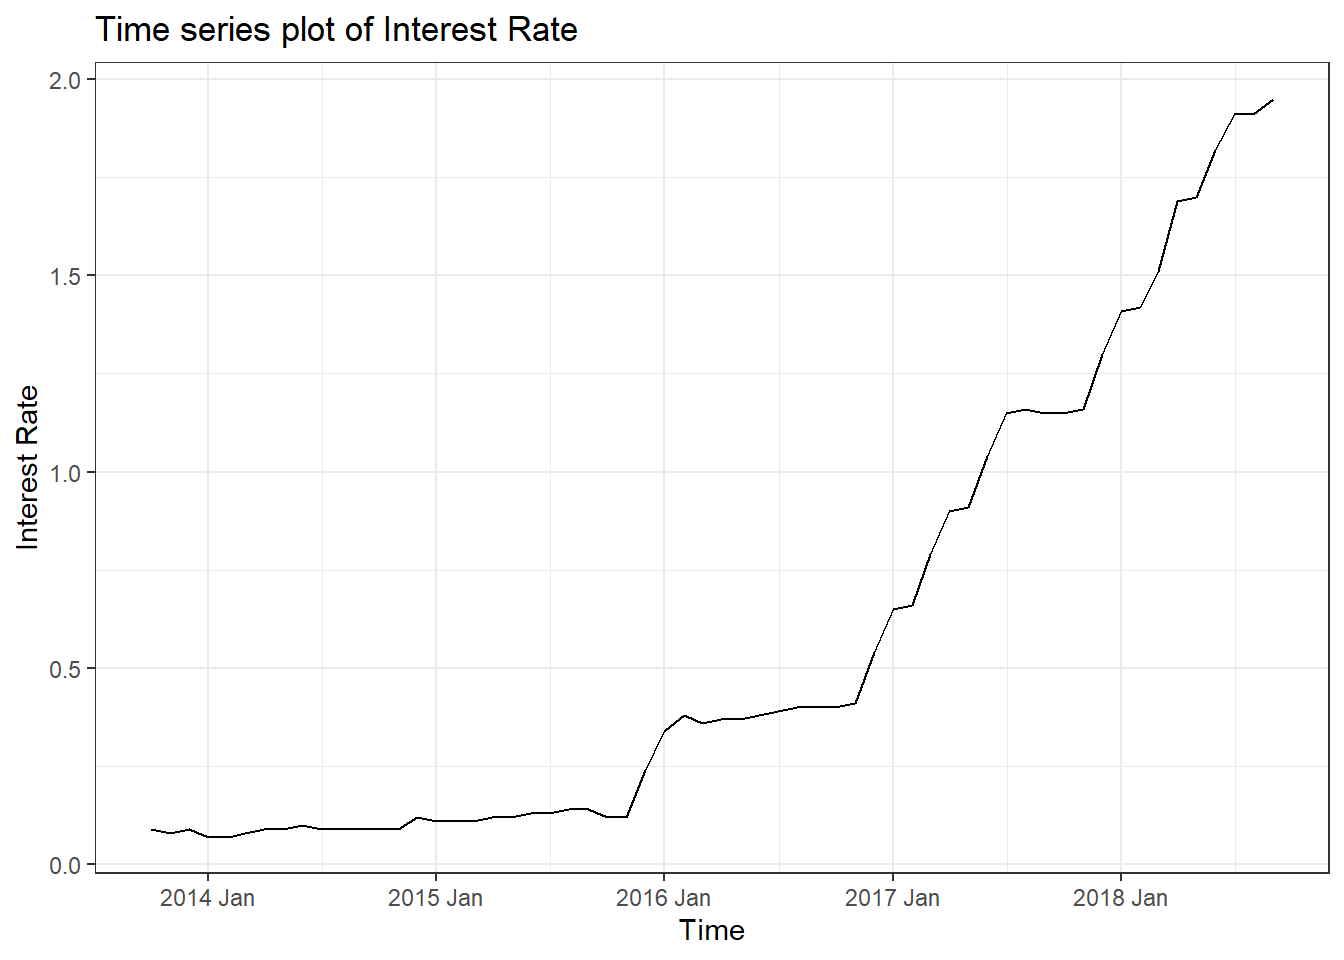 Time series plot of Interest Rate
2.0
1.5
1.0
0.5
0.0
Interest Rate
2014 Jan
2015 Jan
2016 Jan
2017 Jan
2018 Jan
Time